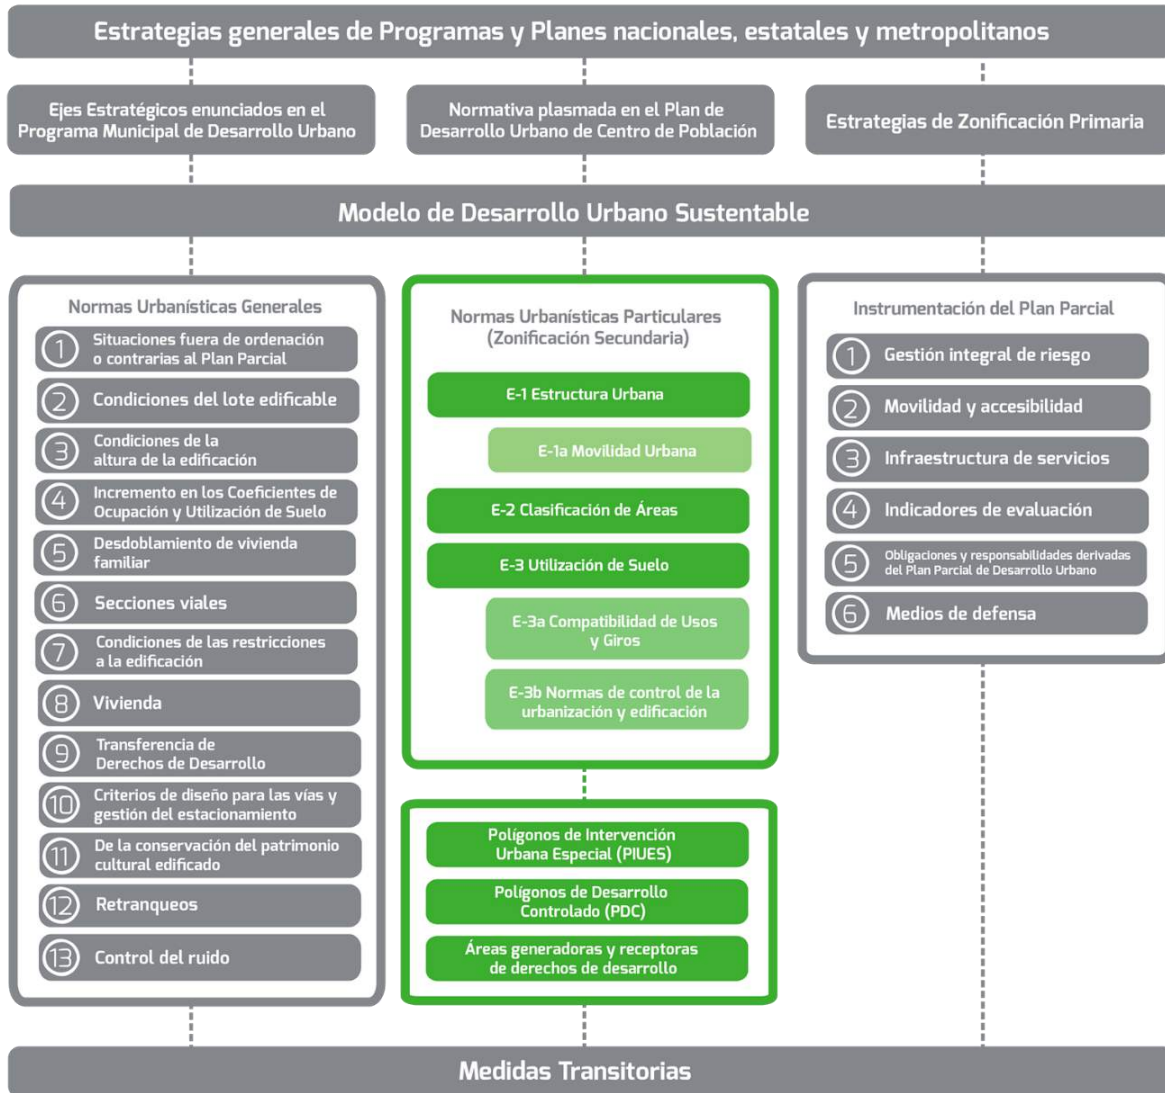 Estrategias generales de Programas y Planes nacionales, estatales y metropolitanos
Ejes Estratégicos enunciados en el
Programa Municipal de Desarrollo Urbano
Normativa plasmada en el Plan de
Desarrollo Urbano de Centro de Población
Estrategias de Zonificación Primaria
Modelo de Desarrollo Urbano Sustentable
Normas Urbanísticas Generales
1 Situaciones fuera de ordenación
o contrarias al Plan Parcial
2 Condiciones del lote edificable
3 Condiciones de la
altura de la edificación
4 Incremento en los Coeficientes de
Ocupación y Utilización de Suelo
5 Desdoblamiento de vivienda
familiar
6 Secciones viales
7 Condiciones de las restricciones
a la edificación
8 Vivienda
9 Transferencia de
Derechos de Desarrollo
10 Criterios de diseño para las vías y
gestión del estacionamiento
11 De la conservación del patrimonio
cultural edificado
12 Retranqueos
13 Control del ruido
Normas Urbanísticas Particulares
(Zonificación Secundaria)
E-1 Estructura Urbana
E-1a Movilidad Urbana
E-2 Clasificación de Áreas
E-3 Utilización de Suelo
E-3a Compatibilidad de Usos
y Giros
E-3b Normas de control de la
urbanización y edificación
Polígonos de Intervención
Urbana Especial (PIUES)
Polígonos de Desarrollo
Controlado (PDC)
Áreas generadoras y receptoras
de derechos de desarrollo
Instrumentación del Plan Parcial
1 Gestión integral de riesgo
2 Movilidad y accesibilidad
3 Infraestructura de servicios
4 Indicadores de evaluación
5 Obligaciones y responsabilidades derivadas
del Plan Parcial de Desarrollo Urbano
6 Medios de defensa
Medidas Transitorias